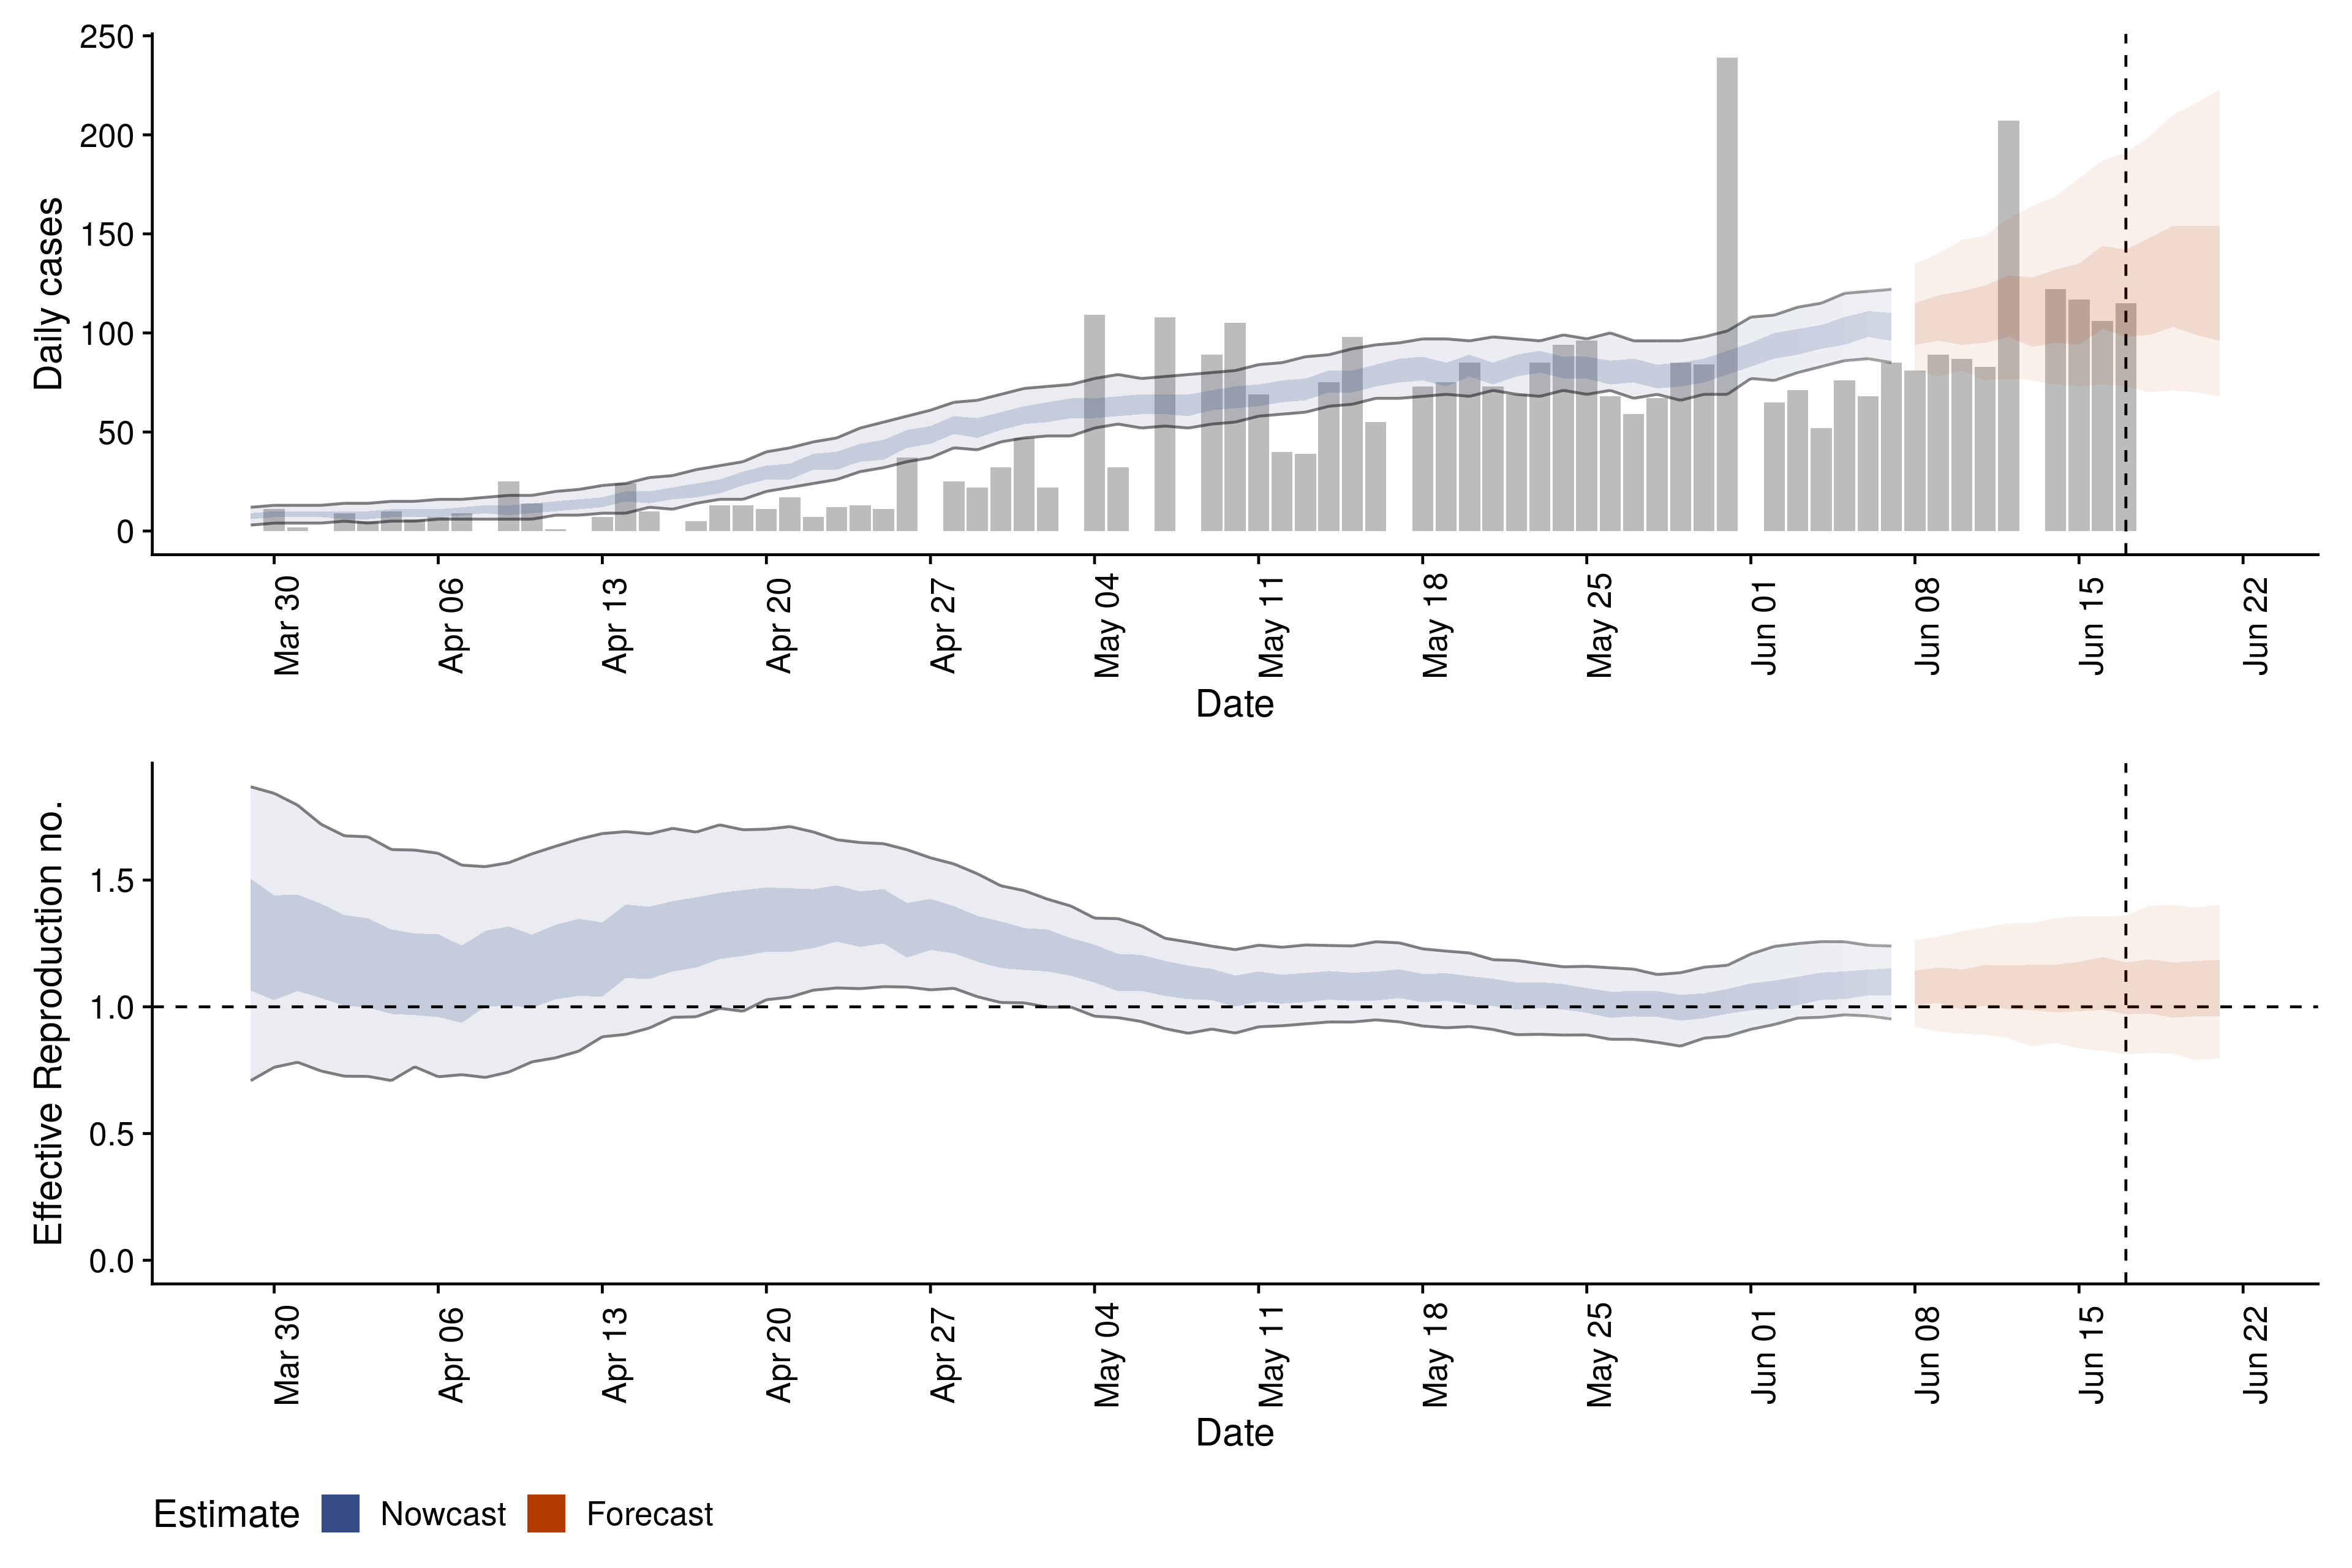 250
200
150
100
50
0
Daily cases
Mar 30
Apr 06
Apr 13
Apr 20
Apr 27
May 04
May 11
May 18
May 25
Jun 01
Jun 08
Jun 15
Jun 22
Date
1.5
1.0
0.5
0.0
Effective Reproduction no.
Mar 30
Apr 06
Apr 13
Apr 20
Apr 27
May 04
May 11
May 18
May 25
Jun 01
Jun 08
Jun 15
Jun 22
Date
Estimate Nowcast Forecast